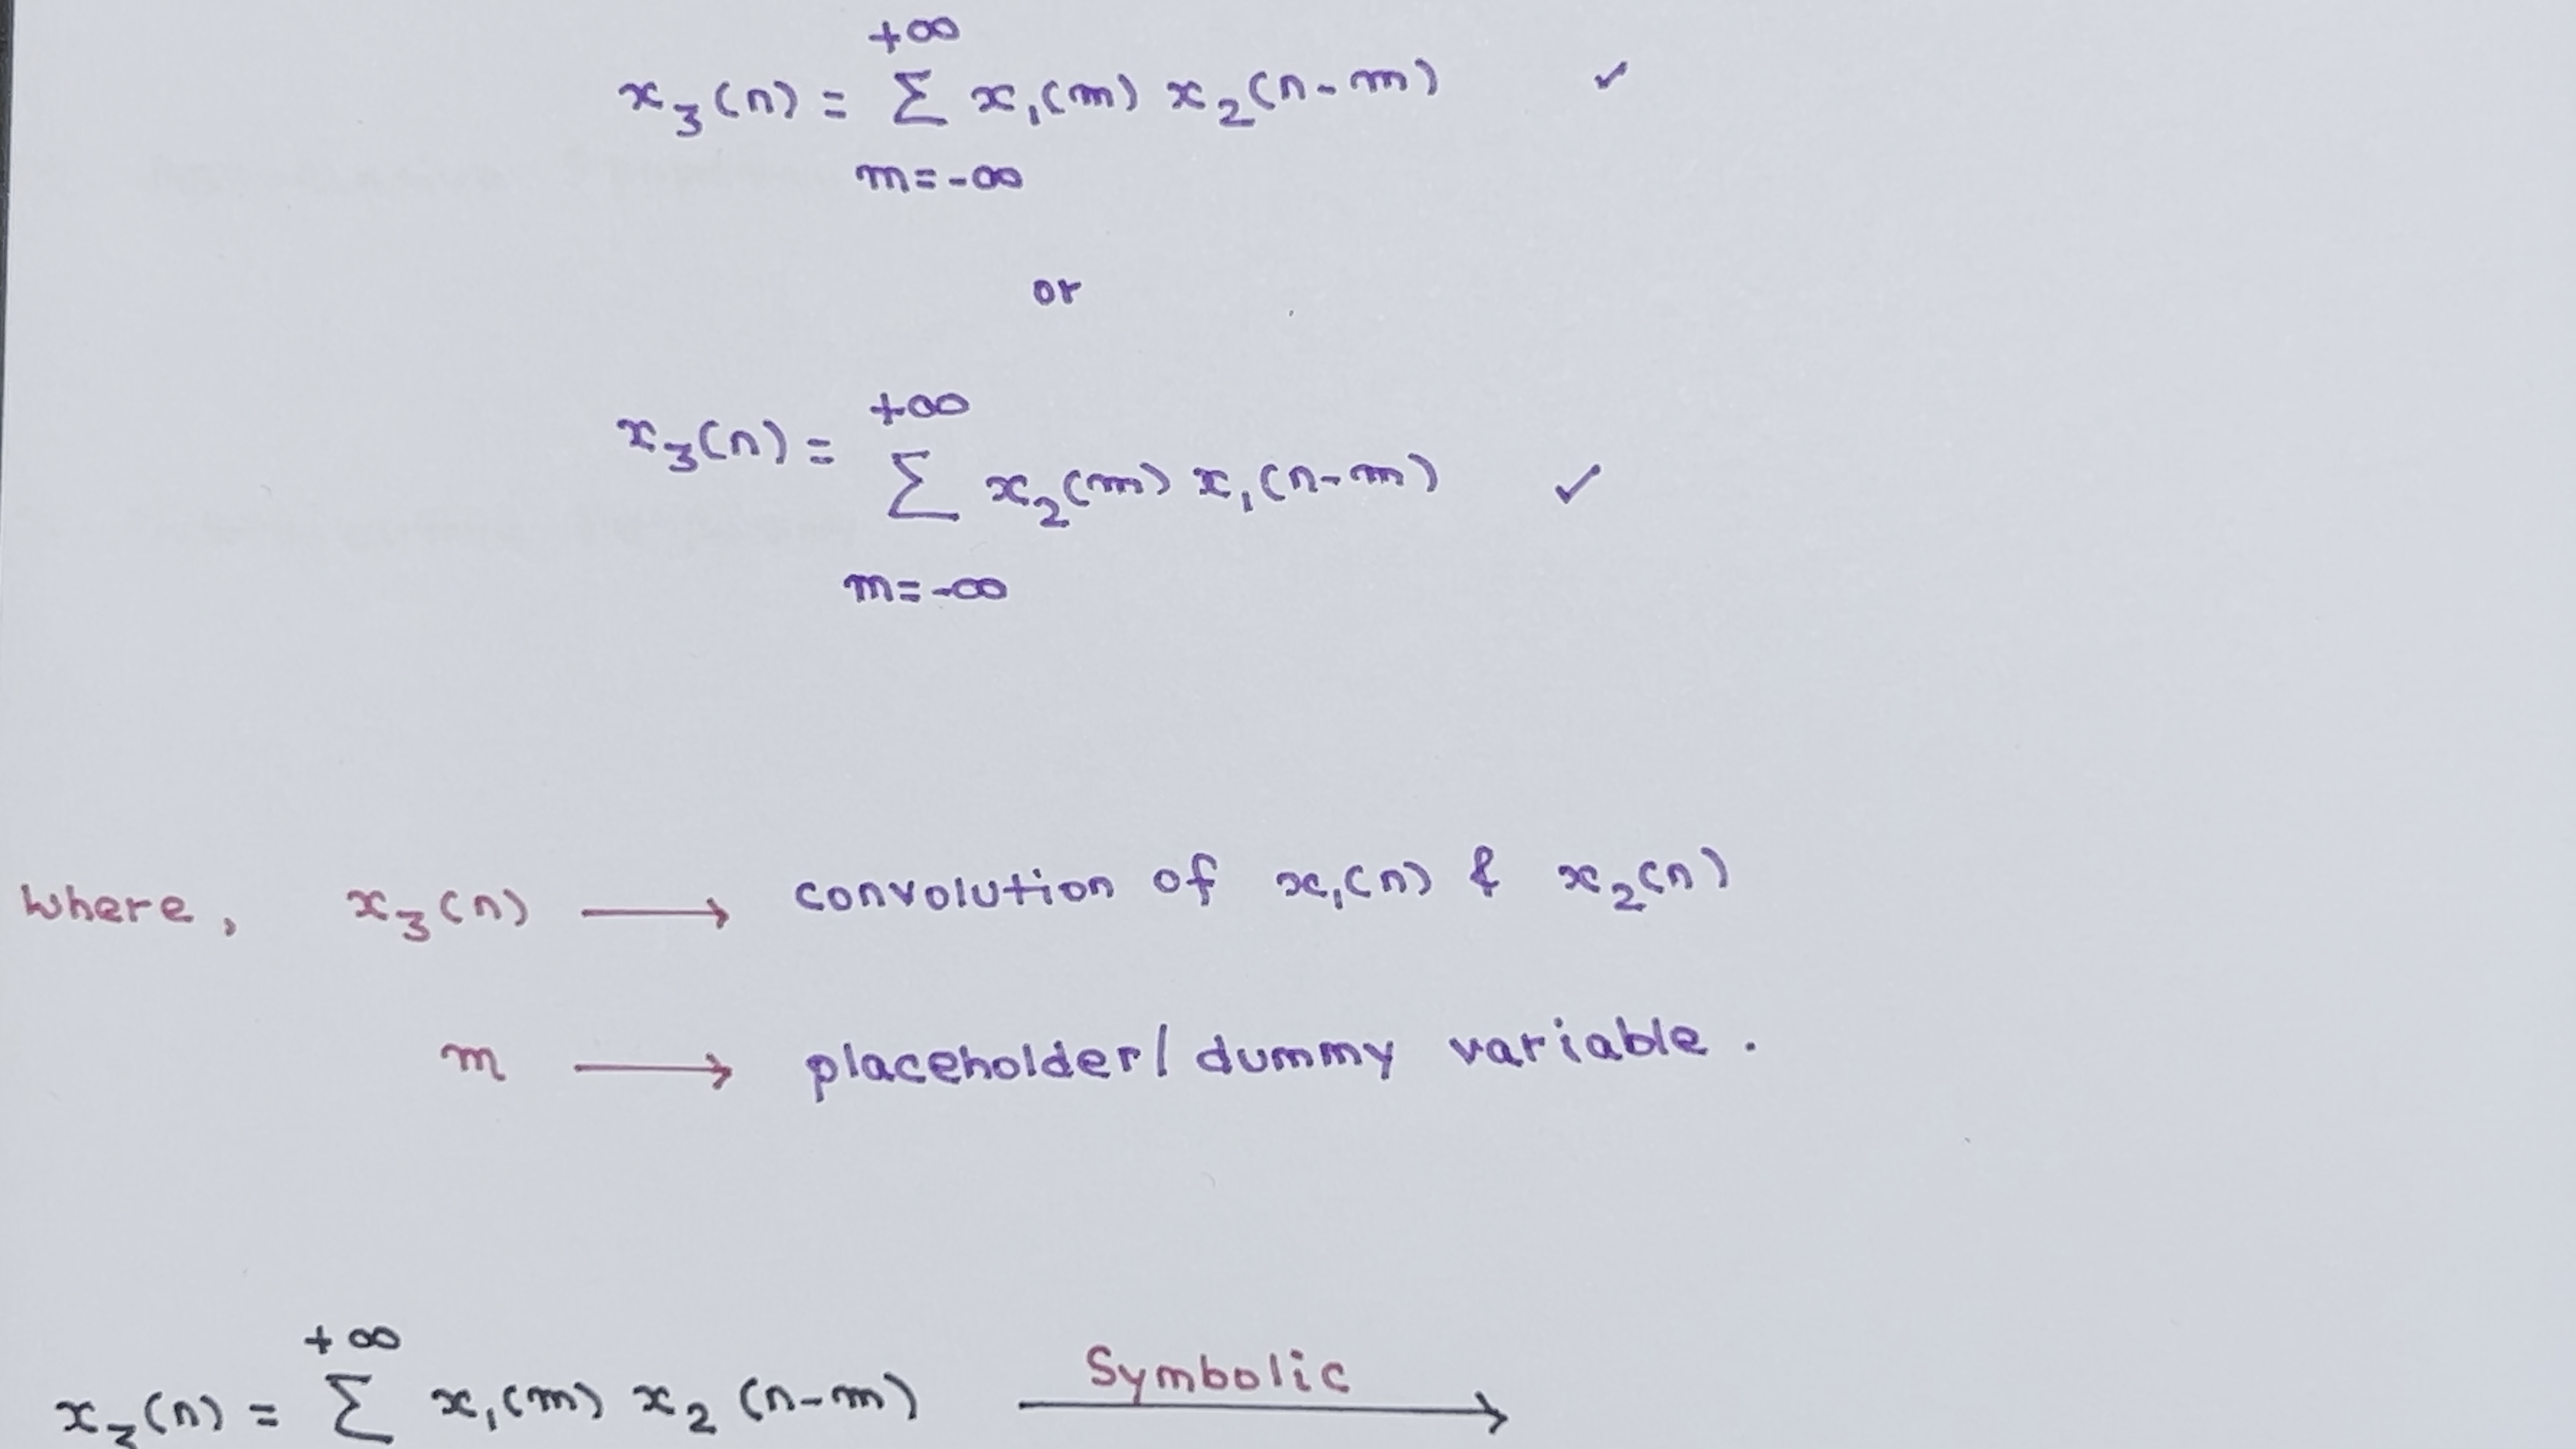 +∞
x₃(n) = Σ x₁(m) x₂(n-m) ✓
m=-∞
or
+∞
x₃(n) = Σ x₂(m) x₁(n-m) ✓
m=-∞
Where, x₃(n) → convolution of x₁(n) & x₂(n)
m → placeholder/dummy variable.
+∞
x₃(n) = Σ x₁(m) x₂(n-m) Symbolic →